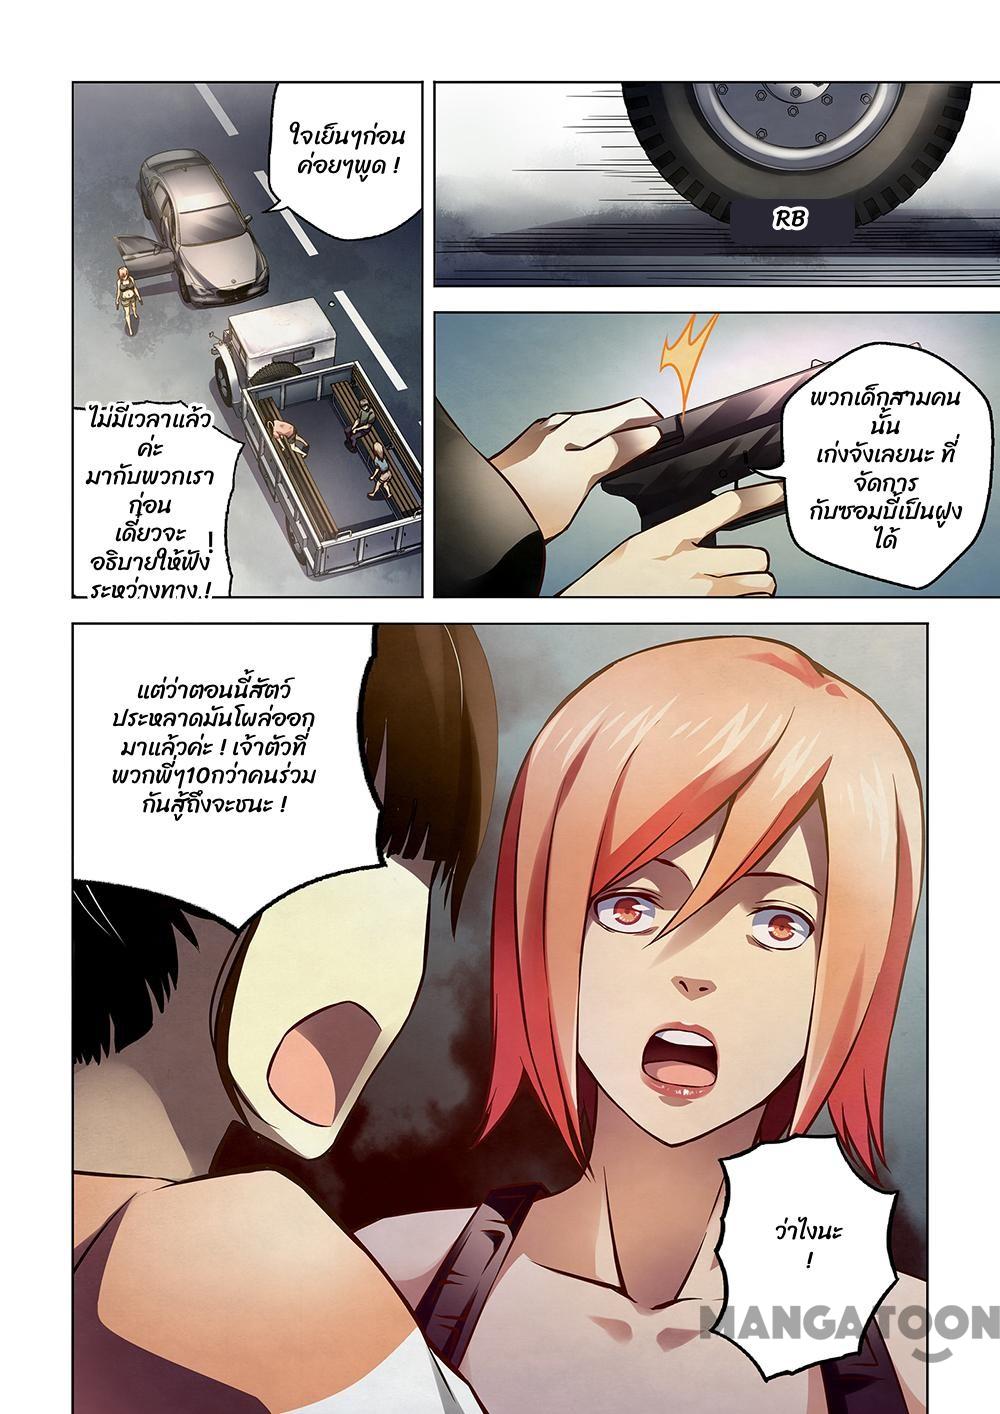 ใจเย็นๆก่อน
ค่อยๆพูด !
RB
ไม่มีเวลาแล้ว
ค่ะ
มากับพวกเรา
ก่อน
เดี๋ยวจะ
!
อธิบายให้ฟัง
ระหว่างทาง !
พวกเด็กสามคน
นั้น
เก่งจังเลยนะ ที่
จัดการ
กับซอมบี้เป็นฝูง
ได้
แต่ว่าตอนนี้สัตว์
ประหลาดมันโผล่ออก
มาแล้วค่ะ ! เจ้าตัวที่
พวกพี่ๆ10กว่าคนร่วม
กันสู้ถึงจะชนะ !
ว่าไงนะ
!
MANGATOON